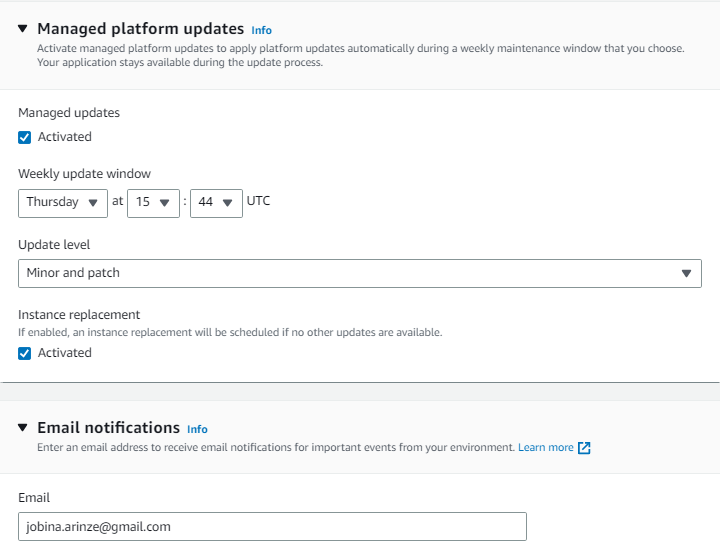 Managed platform updates Info
Activate managed platform updates to apply platform updates automatically during a weekly maintenance window that you choose.
Your application stays available during the update process.
Managed updates
Activated
Weekly update window
Thursday at 15 : 44 UTC
Update level
Minor and patch
Instance replacement
If enabled, an instance replacement will be scheduled if no other updates are available.
Activated
Email notifications Info
Enter an email address to receive email notifications for important events from your environment. Learn more
Email
jobina.arinze@gmail.com